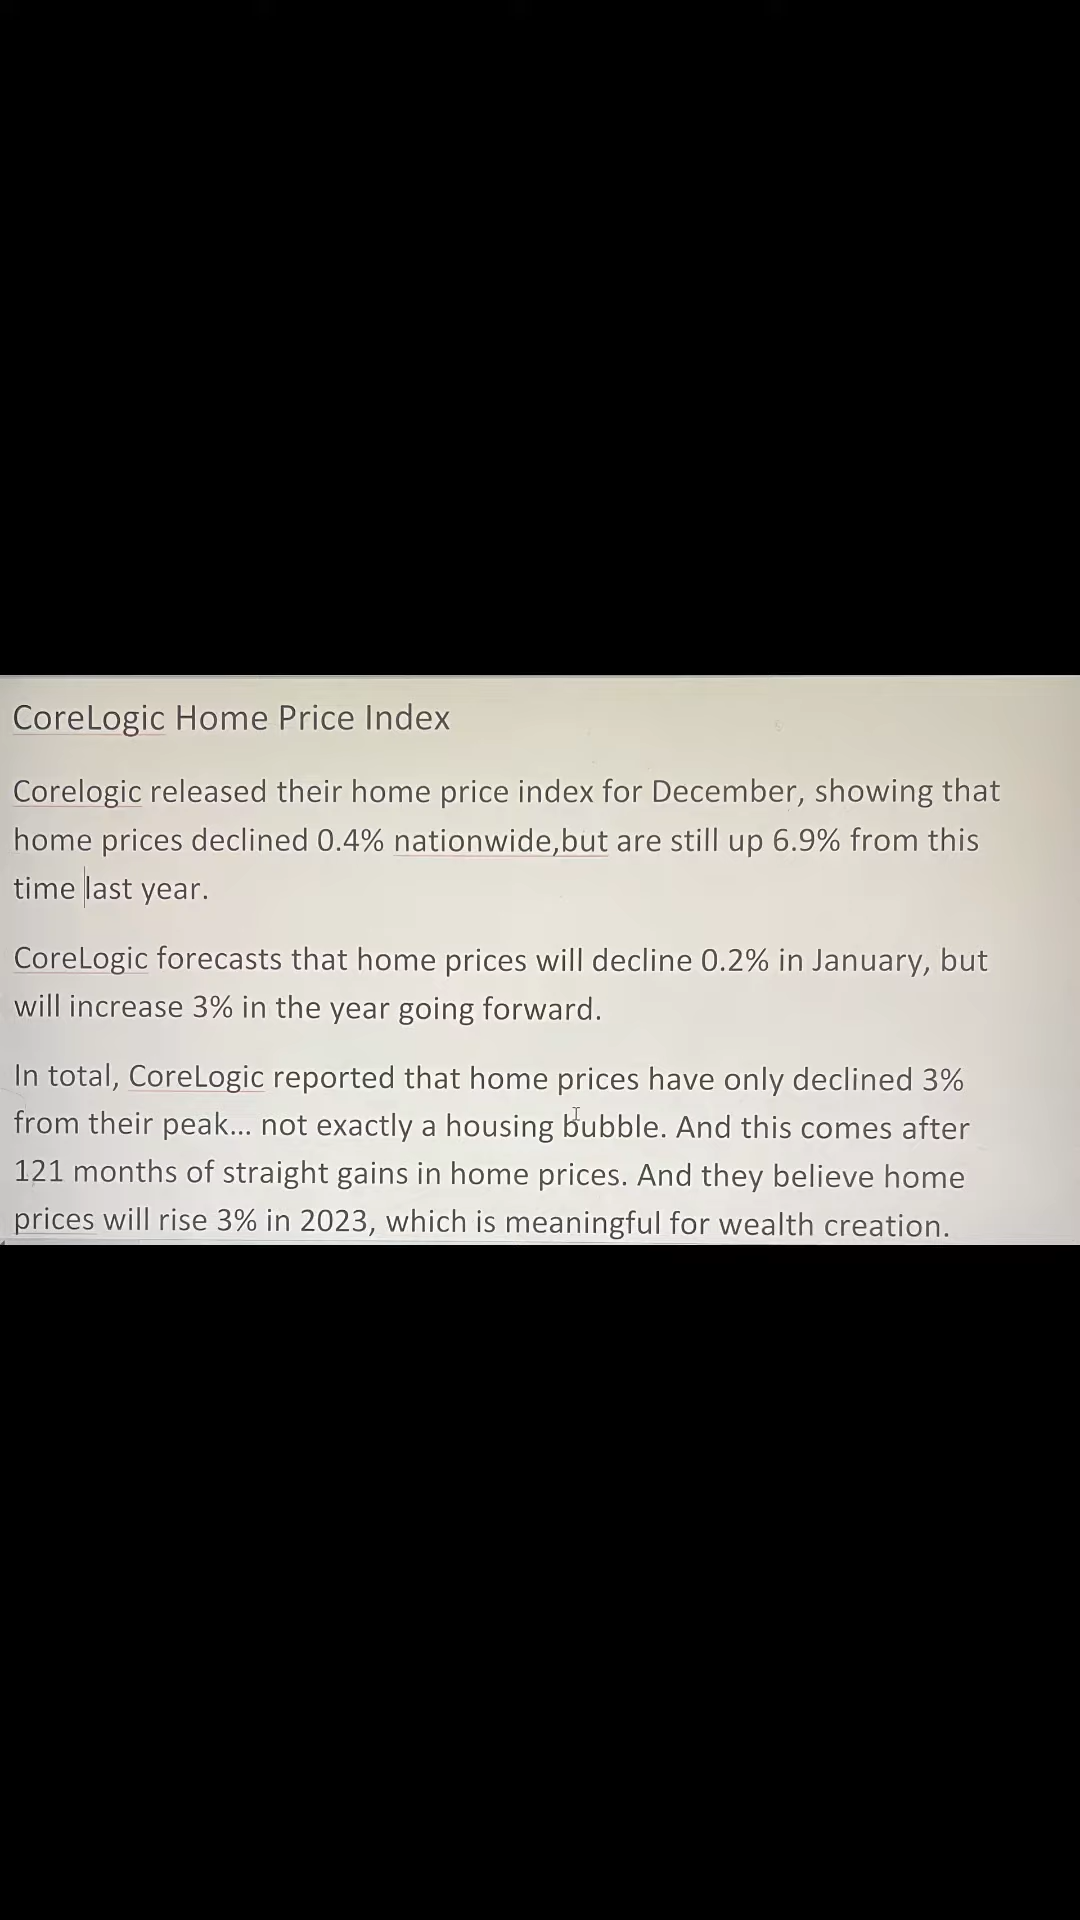 CoreLogic Home Price Index
Corelogic released their home price index for December, showing that
home prices declined 0.4% nationwide,but are still up 6.9% from this
time last year.
CoreLogic forecasts that home prices will decline 0.2% in January, but
will increase 3% in the year going forward.
In total, CoreLogic reported that home prices have only declined 3%
from their peak... not exactly a housing bubble. And this comes after
121 months of straight gains in home prices. And they believe home
prices will rise 3% in 2023, which is meaningful for wealth creation.